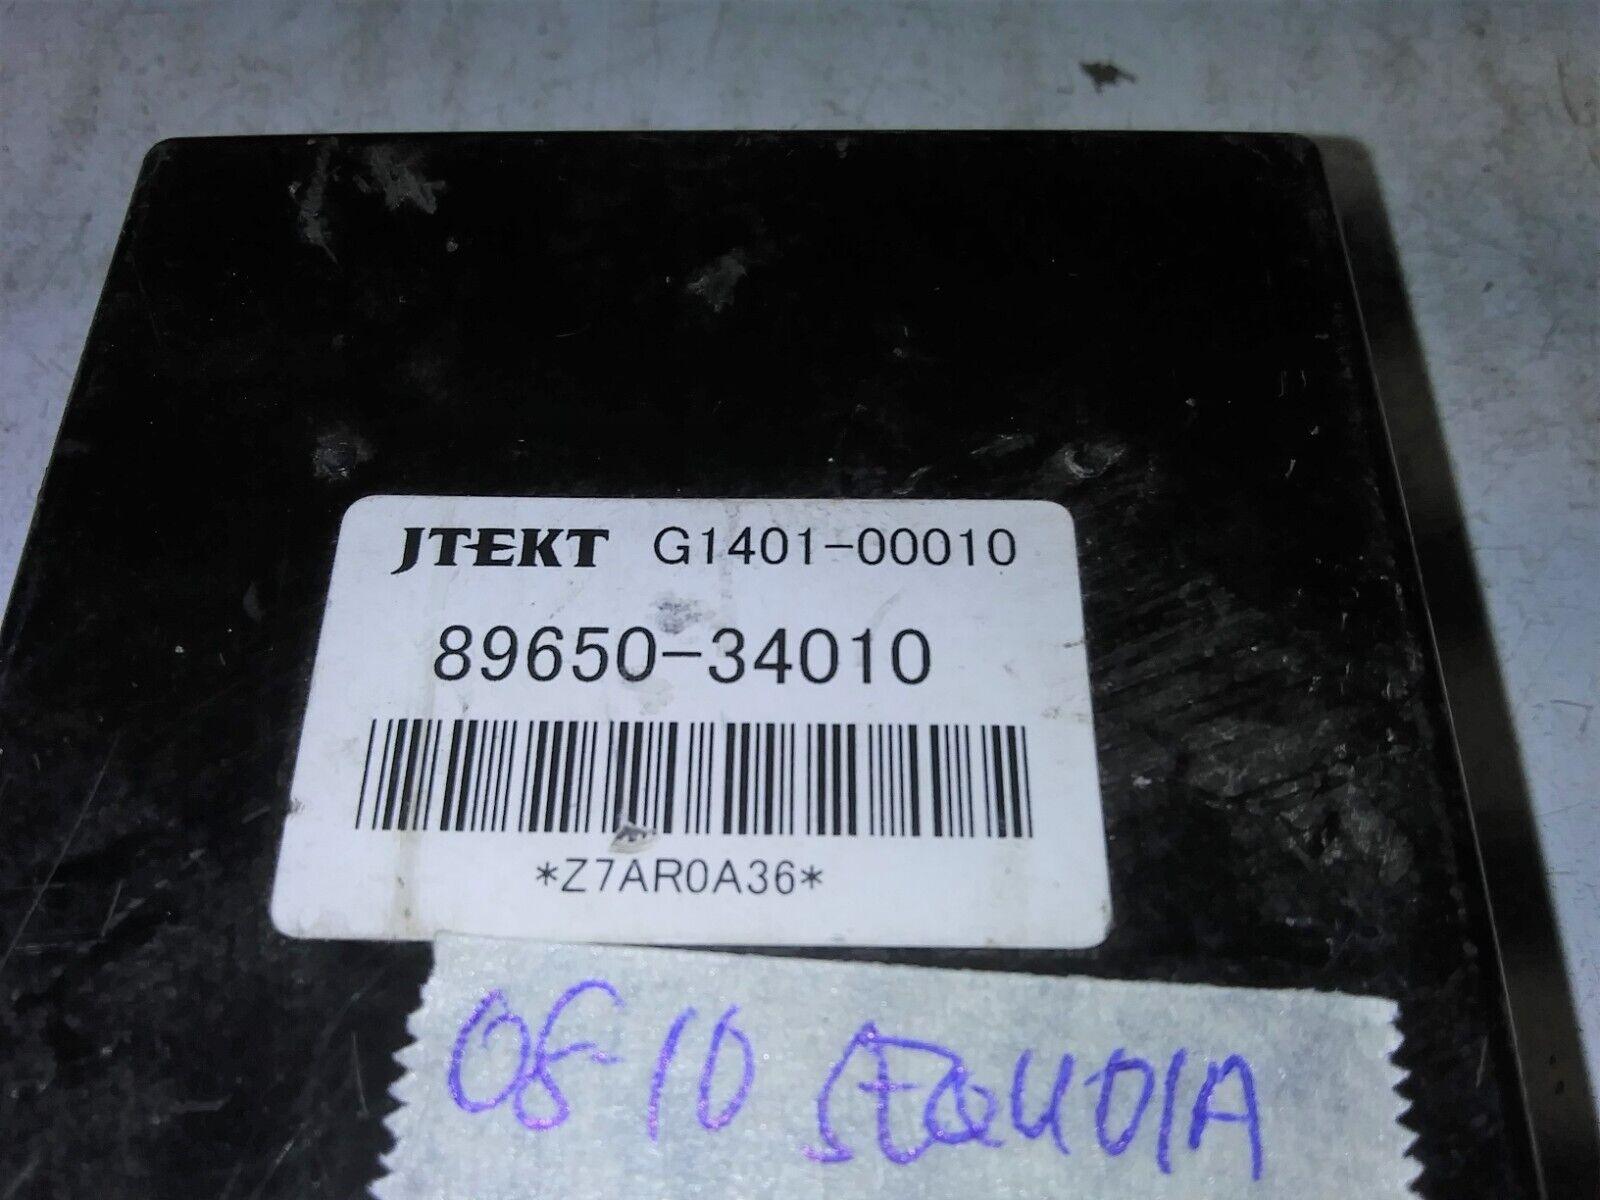 JTEKT G1401-00010
89650-34010
*Z7AR0A36*
08-10 SEQUOIA